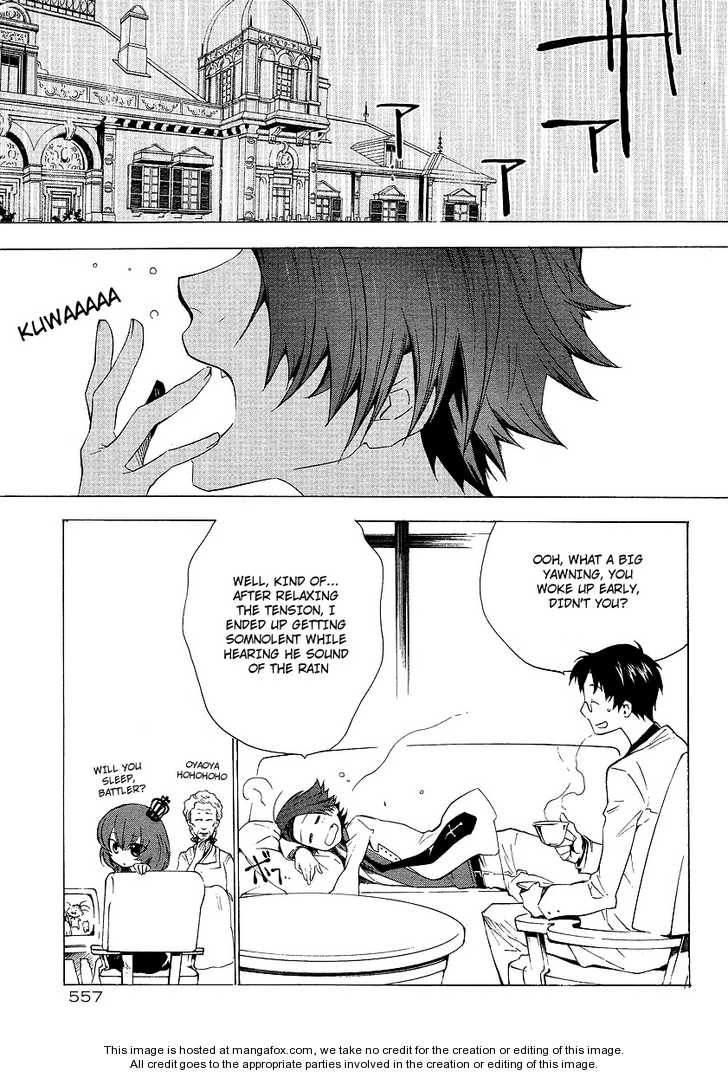 ザアア
KUWAAAAA
OOH, WHAT A BIG
YAWNING, YOU
WOKE UP EARLY,
DIDN'T YOU?
WELL, KIND OF...
AFTER RELAXING
THE TENSION, I
ENDED UP GETTING
SOMNOLENT WHILE
HEARING HE SOUND
OF THE RAIN
OYAOYA
HOHOHOHO
WILL YOU
SLEEP,
BATTLER?
557
This image is hosted at mangafox.com, we take no credit for the creation or editing of this image.
All credit goes to the appropriate parties involved in the creation or editing of this image.